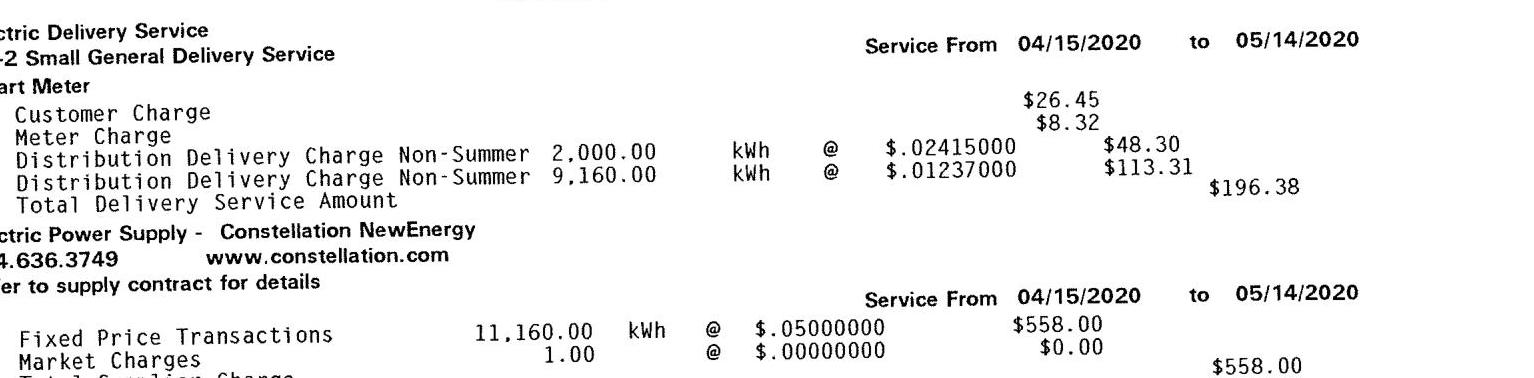 ctric Delivery Service
-2 Small General Delivery Service Service From 04/15/2020 to 05/14/2020
art Meter
Customer Charge $26.45
Meter Charge $8.32
Distribution Delivery Charge Non-Summer 2,000.00 kWh @ $.02415000 $48.30
Distribution Delivery Charge Non-Summer 9,160.00 kWh @ $.01237000 $113.31
Total Delivery Service Amount $196.38
ctric Power Supply - Constellation NewEnergy
4.636.3749 www.constellation.com
er to supply contract for details
Service From 04/15/2020 to 05/14/2020
Fixed Price Transactions 11,160.00 kWh @ $.05000000 $558.00
Market Charges 1.00 @ $.00000000 $0.00
$558.00